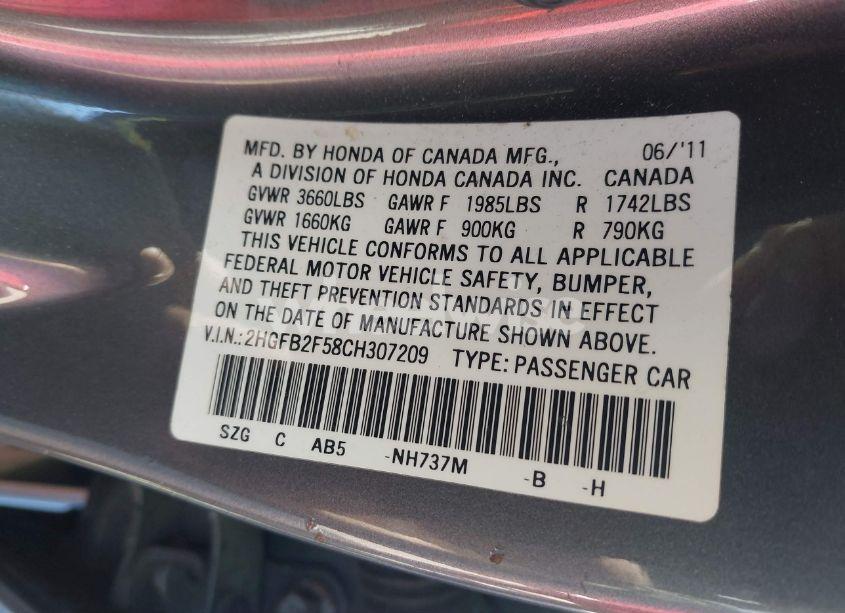 MFD. BY HONDA OF CANADA MFG., 06/'11
A DIVISION OF HONDA CANADA INC. CANADA
GVWR 3660LBS GAWR F 1985LBS R 1742LBS
GVWR 1660KG GAWR F 900KG R 790KG
THIS VEHICLE CONFORMS TO ALL APPLICABLE
FEDERAL MOTOR VEHICLE SAFETY, BUMPER,
AND THEFT PREVENTION STANDARDS IN EFFECT
ON THE DATE OF MANUFACTURE SHOWN ABOVE.
V.I.N.:2HGFB2F58CH307209 TYPE: PASSENGER CAR
SZG C AB5 -NH737M -B -H